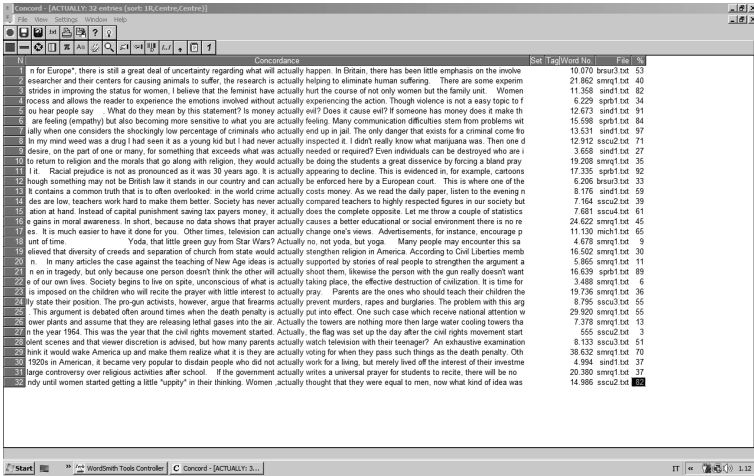 Concord - [ACTUALLY: 32 entries (sort: 1R,Centre,Centre)]
File View Settings Window Help
N Concordance Set Tag Word No. File %
1 n for Europe*, there is still a great deal of uncertainty regarding what will actually happen. In Britain, there has been little emphasis on the involve 10.070 brsur3.txt 53
2 esearcher and their centers for causing animals to suffer, the research is actually helping to eliminate human suffering. There are some experim 21.862 smrq1.txt 40
3 strides in improving the status for women, I believe that the feminist have actually hurt the course of not only women but the family unit. Women 11.358 sind1.txt 82
4 rocess and allows the reader to experience the emotions involved without actually experiencing the action. Though violence is not a easy topic to f 6.229 sprb1.txt 34
5 ou hear people say . What do they mean by this statement? Is money actually evil? Does it cause evil? If someone has money does it make th 12.673 sind1.txt 91
6 are feeling (empathy) but also becoming more sensitive to what you are actually feeling. Many communication difficulties stem from problems wit 15.598 sprb1.txt 84
7 ially when one considers the shockingly low percentage of criminals who actually end up in jail. The only danger that exists for a criminal come fro 13.531 sind1.txt 97
8 In my mind weed was a drug I had seen it as a young kid but I had never actually inspected it. I didn't really know what marijuana was. Then one d 12.912 sscu2.txt 71
9 desire, on the part of one or many, for something that exceeds what was actually needed or required? Even individuals can be destroyed who are i 3.658 sind1.txt 27
10 to return to religion and the morals that go along with religion, they would actually be doing the students a great disservice by forcing a bland pray 19.208 smrq1.txt 35
11 l it. Racial prejudice is not as pronounced as it was 30 years ago. It is actually appearing to decline. This is evidenced in, for example, cartoons 17.335 sprb1.txt 92
12 hough something may not be British law it stands in our country and can actually be enforced here by a European court. This is where one of the 6.206 brsur3.txt 33
13 It contains a common truth that is to often overlooked: in the world crime actually costs money. As we read the daily paper, listen to the evening n 8.176 sind1.txt 59
14 des are low, teachers work hard to make them better. Society has never actually compared teachers to highly respected figures in our society but 7.164 sscu2.txt 39
15 ation at hand. Instead of capital punishment saving tax payers money, it actually does the complete opposite. Let me throw a couple of statistics 7.681 sscu4.txt 61
16 e gains in moral awareness. In short, because no data shows that prayer actually causes a better educational or social environment there is no re 24.622 smrq1.txt 45
17 es. It is much easier to have it done for you. Other times, television can actually change one's views. Advertisements, for instance, encourage p 11.130 mich1.txt 65
18 unt of time. Yoda, that little green guy from Star Wars? Actually no, not yoda, but yoga. Many people may encounter this sa 4.678 smrq1.txt 9
19 elieved that diversity of creeds and separation of church from state would actually strengthen religion in America. According to Civil Liberties memb 16.502 smrq1.txt 30
20 n. In many articles the case against the teaching of New Age ideas is actually supported by stories of real people to strengthen the argument a 5.865 smrq1.txt 11
21 n en in tragedy, but only because one person doesn't think the other will actually shoot them, likewise the person with the gun really doesn't want 16.639 sprb1.txt 89
22 e of our own lives. Society begins to live on spite, unconscious of what is actually taking place, the effective destruction of civilization. It is time for 3.488 smrq1.txt 6
23 is imposed on the children who will recite the prayer with little interest to actually pray. Parents are the ones who should teach their children the 19.736 smrq1.txt 36
24 lly state their position. The pro-gun activists, however, argue that firearms actually prevent murders, rapes and burglaries. The problem with this arg 8.795 sscu3.txt 55
25 . This argument is debated often around times when the death penalty is actually put into effect. One such case which receive national attention w 29.920 smrq1.txt 55
26 ower plants and assume that they are releasing lethal gases into the air. Actually the towers are nothing more then large water cooling towers tha 7.378 smrq1.txt 13
27 n the year 1964. This was the year that the civil rights movement started. Actually, the flag was set up the day after the civil rights movement start 555 sscu2.txt 3
28 olent scenes and that viewer discretion is advised, but how many parents actually watch television with their teenager? An exhaustive examination 8.133 sscu3.txt 51
29 hink it would wake America up and make them realize what it is they are actually voting for when they pass such things as the death penalty. Oth 38.632 smrq1.txt 70
30 1920s in American, it became very popular to disdain people who did not actually work for a living, but merely lived off the interest of their investme 4.994 sind1.txt 37
31 large controversy over religious activities after school. If the government actually writes a universal prayer for students to recite, there will be no 20.380 smrq1.txt 37
32 ndy until women started getting a little "uppity" in their thinking. Women ,actually thought that they were equal to men, now what kind of idea was 14.986 sscu2.txt 82
Start » WordSmith Tools Controller Concord - [ACTUALLY: 3... IT « 1.13